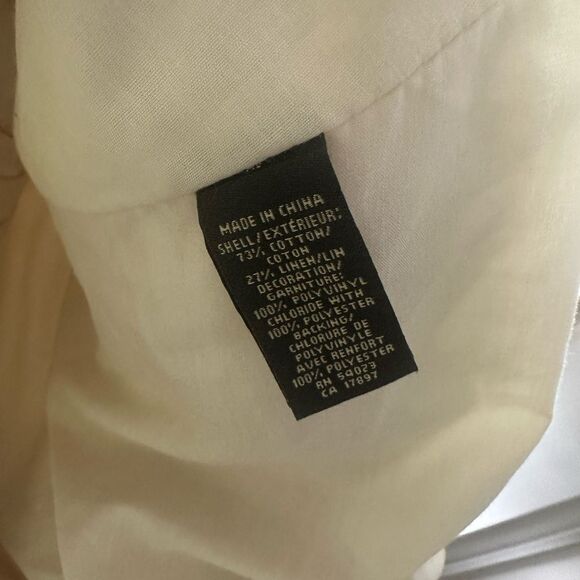 MADE IN CHINA
SHELL/EXTÉRIEUR:
73% COTTON/
COTON
27% LINEN/LIN
DECORATION/
GARNITURE:
100% POLYVINYL
CHLORIDE WITH
100% POLYESTER
BACKING/
CHLORURE DE
POLYVINYLE
AVEC RENFORT
100% POLYESTER
RN 54023
CA 17897